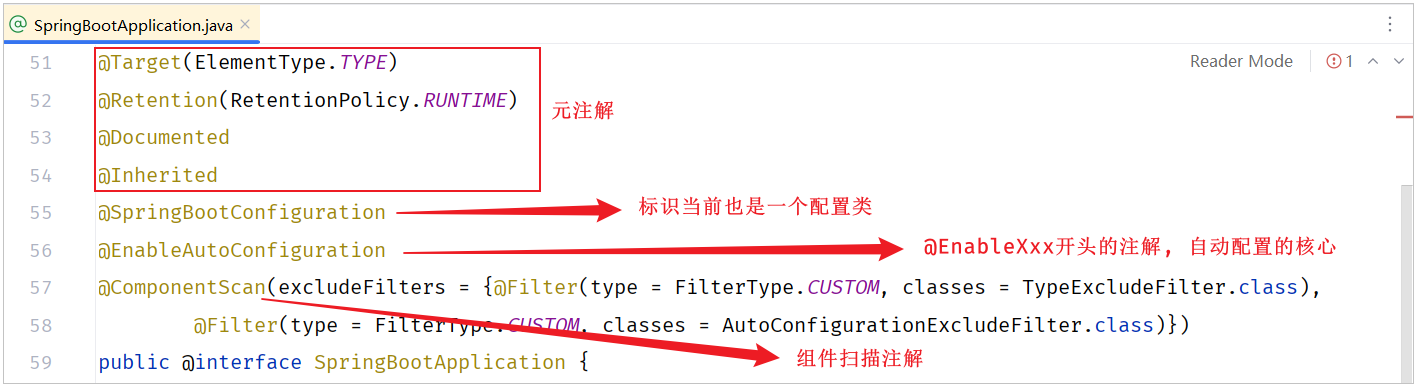 SpringBootApplication.java
Reader Mode
1
51 @Target(ElementType.TYPE)
52 @Retention(RetentionPolicy.RUNTIME)
元注解
53 @Documented
54 @Inherited
55 @SpringBootConfiguration
标识当前也是一个配置类
56 @EnableAutoConfiguration
@EnableXxx开头的注解, 自动配置的核心
57 @ComponentScan(excludeFilters = {@Filter(type = FilterType.CUSTOM, classes = TypeExcludeFilter.class),
58 @Filter(type = FilterType.CUSTOM, classes = AutoConfigurationExcludeFilter.class)})
组件扫描注解
59 public @interface SpringBootApplication {